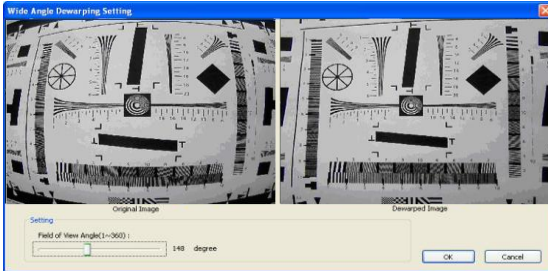 Wide Angle Dewarping Setting
Original Image
Dewarped Image
Setting
Field of View Angle(1~360) :
148 degree
OK
Cancel